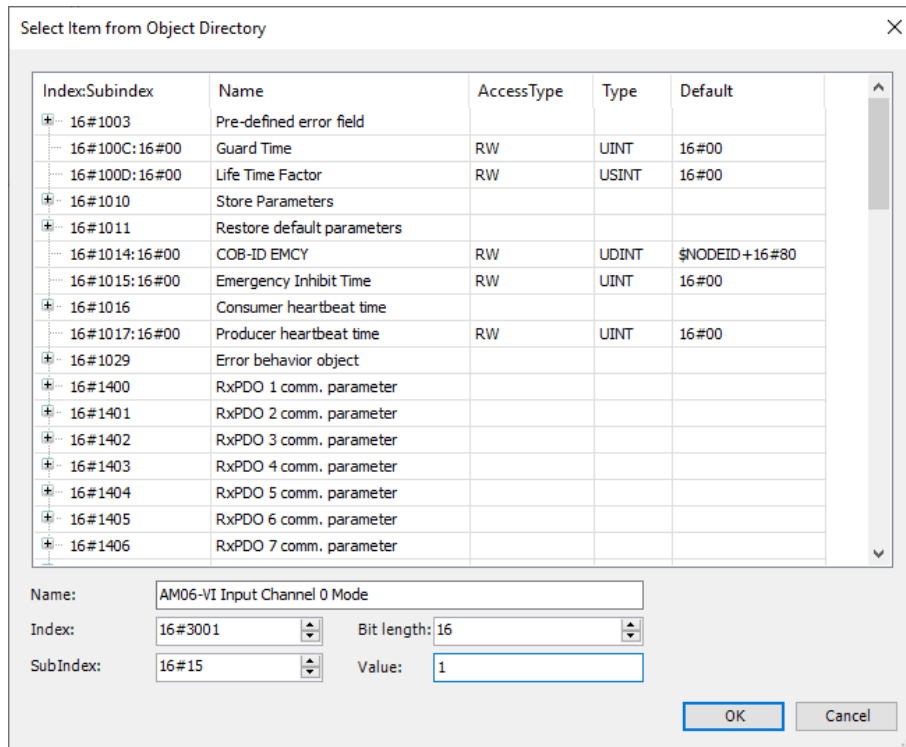 Select Item from Object Directory
Index:Subindex Name AccessType Type Default
16#1003 Pre-defined error field
16#100C:16#00 Guard Time RW UINT 16#00
16#100D:16#00 Life Time Factor RW USINT 16#00
16#1010 Store Parameters
16#1011 Restore default parameters
16#1014:16#00 COB-ID EMCY RW UDINT $NODEID+16#80
16#1015:16#00 Emergency Inhibit Time RW UINT 16#00
16#1016 Consumer heartbeat time
16#1017:16#00 Producer heartbeat time RW UINT 16#00
16#1029 Error behavior object
16#1400 RxPDO 1 comm. parameter
16#1401 RxPDO 2 comm. parameter
16#1402 RxPDO 3 comm. parameter
16#1403 RxPDO 4 comm. parameter
16#1404 RxPDO 5 comm. parameter
16#1405 RxPDO 6 comm. parameter
16#1406 RxPDO 7 comm. parameter
Name: AM06-VI Input Channel 0 Mode
Index: 16#3001 Bit length: 16
SubIndex: 16#15 Value: 1
OK Cancel